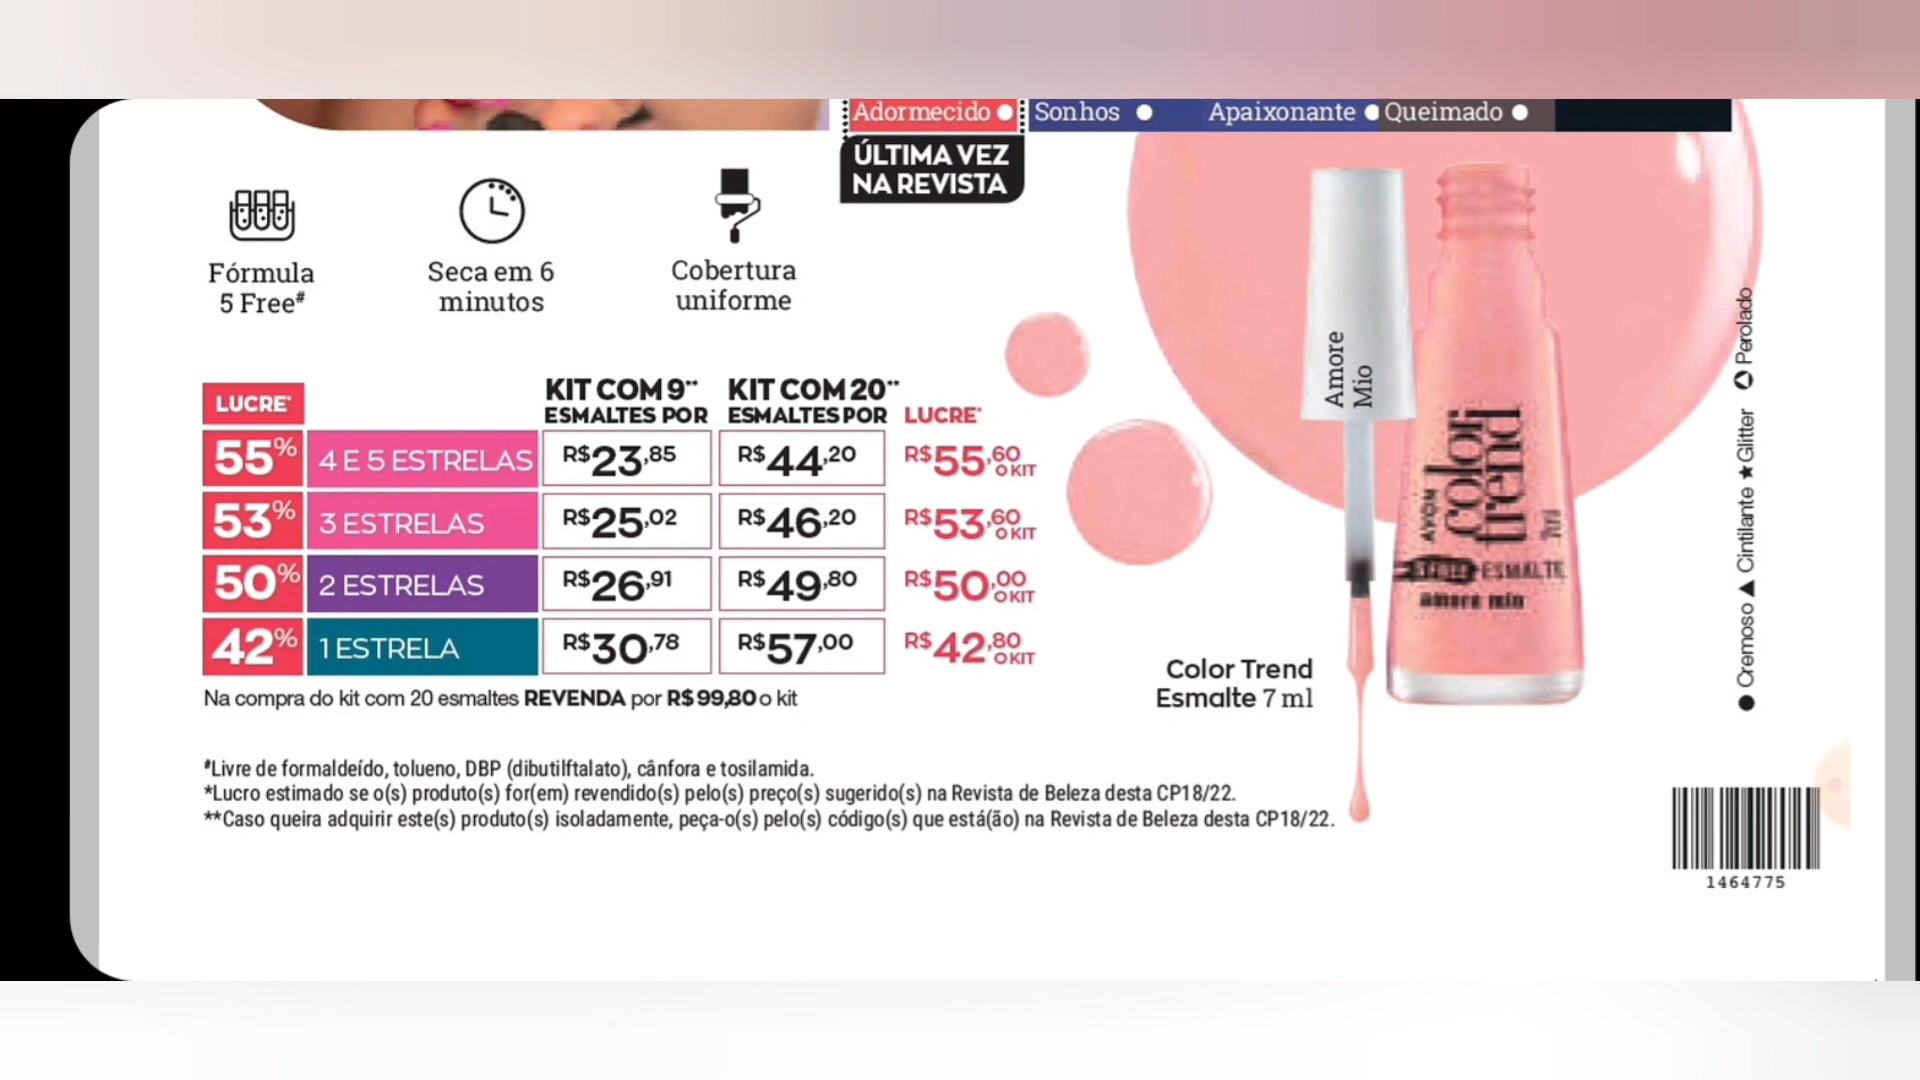 Adormecido
Sonhos
Apaixonante
Queimado
ÚLTIMA VEZ
NA REVISTA
Fórmula
5 Free#
Seca em 6
minutos
Cobertura
uniforme
LUCRE*
KIT COM 9**
ESMALTES POR
KIT COM 20**
ESMALTES POR
LUCRE*
55% 4 E 5 ESTRELAS R$23,85 R$44,20 R$55,60 O KIT
53% 3 ESTRELAS R$25,02 R$46,20 R$53,60 O KIT
50% 2 ESTRELAS R$26,91 R$49,80 R$50,00 O KIT
42% 1 ESTRELA R$30,78 R$57,00 R$42,80 O KIT
Na compra do kit com 20 esmaltes REVENDA por R$ 99,80 o kit
#Livre de formaldeído, tolueno, DBP (dibutilftalato), cânfora e tosilamida.
*Lucro estimado se o(s) produto(s) for(em) revendido(s) pelo(s) preço(s) sugerido(s) na Revista de Beleza desta CP18/22.
**Caso queira adquirir este(s) produto(s) isoladamente, peça-o(s) pelo(s) código(s) que está(ão) na Revista de Beleza desta CP18/22.
Amore
Mio
AVON
color
trend
7ml
ESMALTE
amore mio
Color Trend
Esmalte 7 ml
Cremoso Cintilante Glitter Perolado
1464775